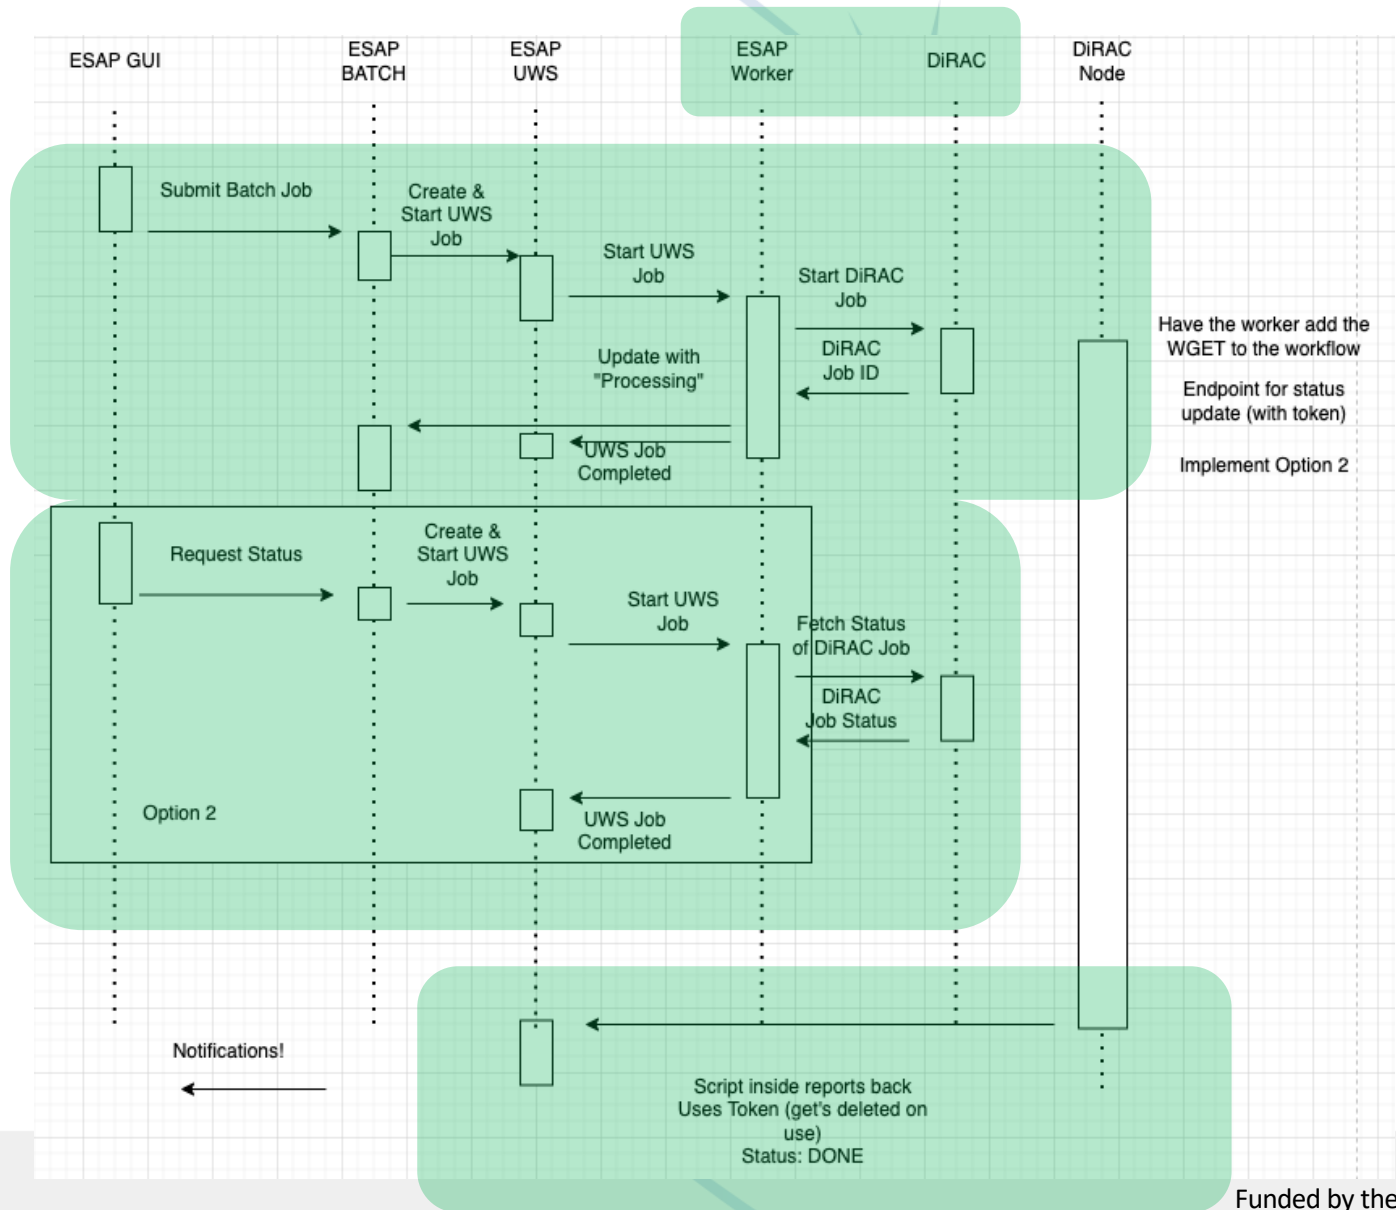 ESAP GUI
ESAP
BATCH
ESAP
UWS
ESAP
Worker
DiRAC
DiRAC
Node
Submit Batch Job
Create &
Start UWS
Job
Start UWS
Job
Start DiRAC
Job
Have the worker add the
WGET to the workflow
Update with
"Processing"
DiRAC
Job ID
Endpoint for status
update (with token)
UWS Job
Completed
Implement Option 2
Request Status
Create &
Start UWS
Job
Start UWS
Job
Fetch Status
of DiRAC Job
DiRAC
Job Status
Option 2
UWS Job
Completed
Notifications!
Script inside reports back
Uses Token (get's deleted on
use)
Status: DONE
Funded by the